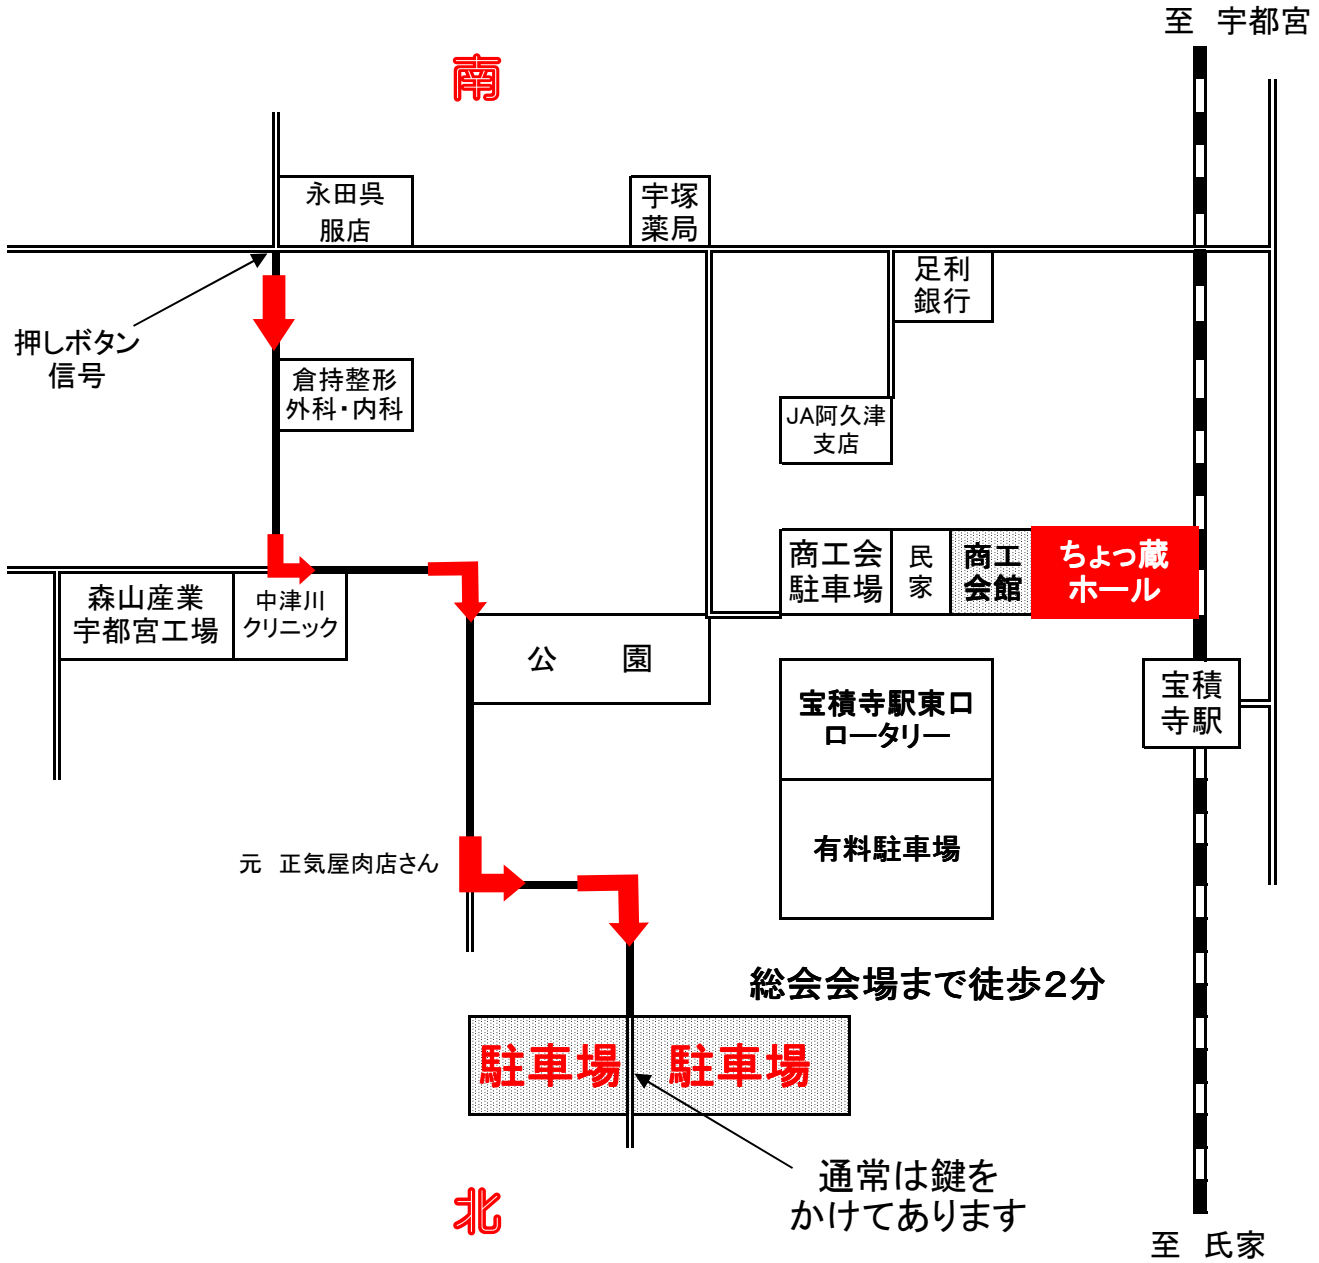 至　宇都宮
南
永田呉
服店
宇塚
薬局
足利
銀行
押しボタン
信号
倉持整形
外科・内科
JA阿久津
支店
商工会
駐車場
民
家
商工
会館
ちょっ蔵
ホール
森山産業
宇都宮工場
中津川
クリニック
公　　園
宝積寺駅東口
ロータリー
宝積
寺駅
有料駐車場
元　正気屋肉店さん
総会会場まで徒歩２分
駐車場
駐車場
通常は鍵を
かけてあります
北
至　氏家